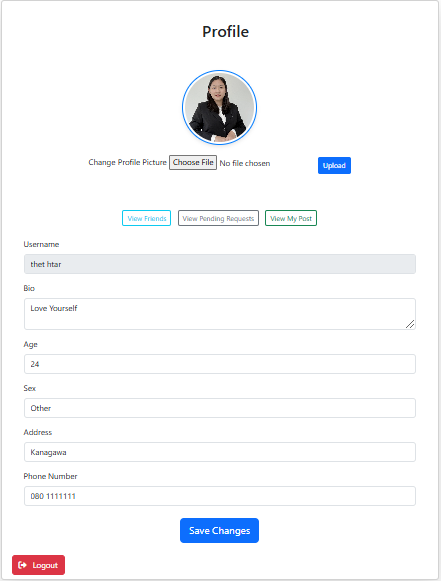 Profile
Change Profile Picture Choose File No file chosen Upload
View Friends View Pending Requests View My Post
Username
thet htar
Bio
Love Yourself
Age
24
Sex
Other
Address
Kanagawa
Phone Number
080 1111111
Save Changes
Logout